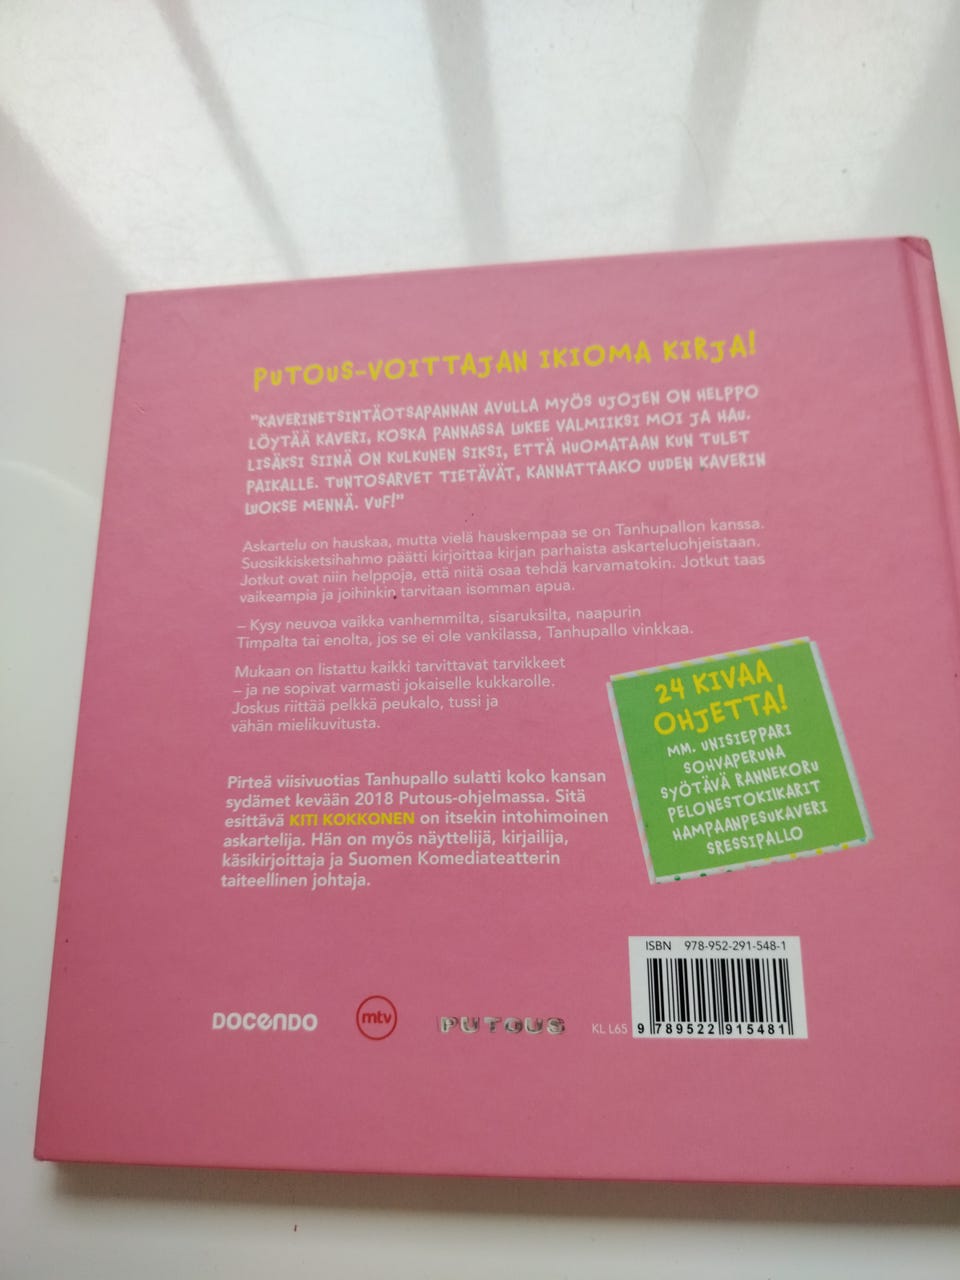 PUTOUS-VOITTAJAN IKIOMA KIRJA!
"KAVERINETSINTÄOTSAPANNAN AVULLA MYÖS UJOJEN ON HELPPO
LÖYTÄÄ KAVERI, KOSKA PANNASSA LUKEE VALMIIKSI MOI JA HAU.
LISÄKSI SIINÄ ON KULKUNEN SIKSI, ETTÄ HUOMATAAN KUN TULET
PAIKALLE. TUNTOSARVET TIETÄVÄT, KANNATTAAKO UUDEN KAVERIN
LUOKSE MENNÄ. VUF!"
Askartelu on hauskaa, mutta vielä hauskempaa se on Tanhupallon kanssa.
Suosikkisketsihahmo päätti kirjoittaa kirjan parhaista askarteluohjeistaan.
Jotkut ovat niin helppoja, että niitä osaa tehdä karvamatokin. Jotkut taas
vaikeampia ja joihinkin tarvitaan isomman apua.
– Kysy neuvoa vaikka vanhemmilta, sisaruksilta, naapurin
Timpalta tai enolta, jos se ei ole vankilassa, Tanhupallo vinkkaa.
Mukaan on listattu kaikki tarvittavat tarvikkeet
– ja ne sopivat varmasti jokaiselle kukkarolle.
Joskus riittää pelkkä peukalo, tussi ja
vähän mielikuvitusta.
24 KIVAA
OHJETTA!
MM. UNISIEPPARI
SOHVAPERUNA
SYÖTÄVÄ RANNEKORU
PELONESTOKIIKARIT
HAMPAANPESUKAVERI
SRESSIPALLO
Pirteä viisivuotias Tanhupallo sulatti koko kansan
sydämet kevään 2018 Putous-ohjelmassa. Sitä
esittävä KITI KOKKONEN on itsekin intohimoinen
askartelija. Hän on myös näyttelijä, kirjailija,
käsikirjoittaja ja Suomen Komediateatterin
taiteellinen johtaja.
ISBN 978-952-291-548-1
DOCENDO mtv PUTOUS KL L65
9 789522 915481